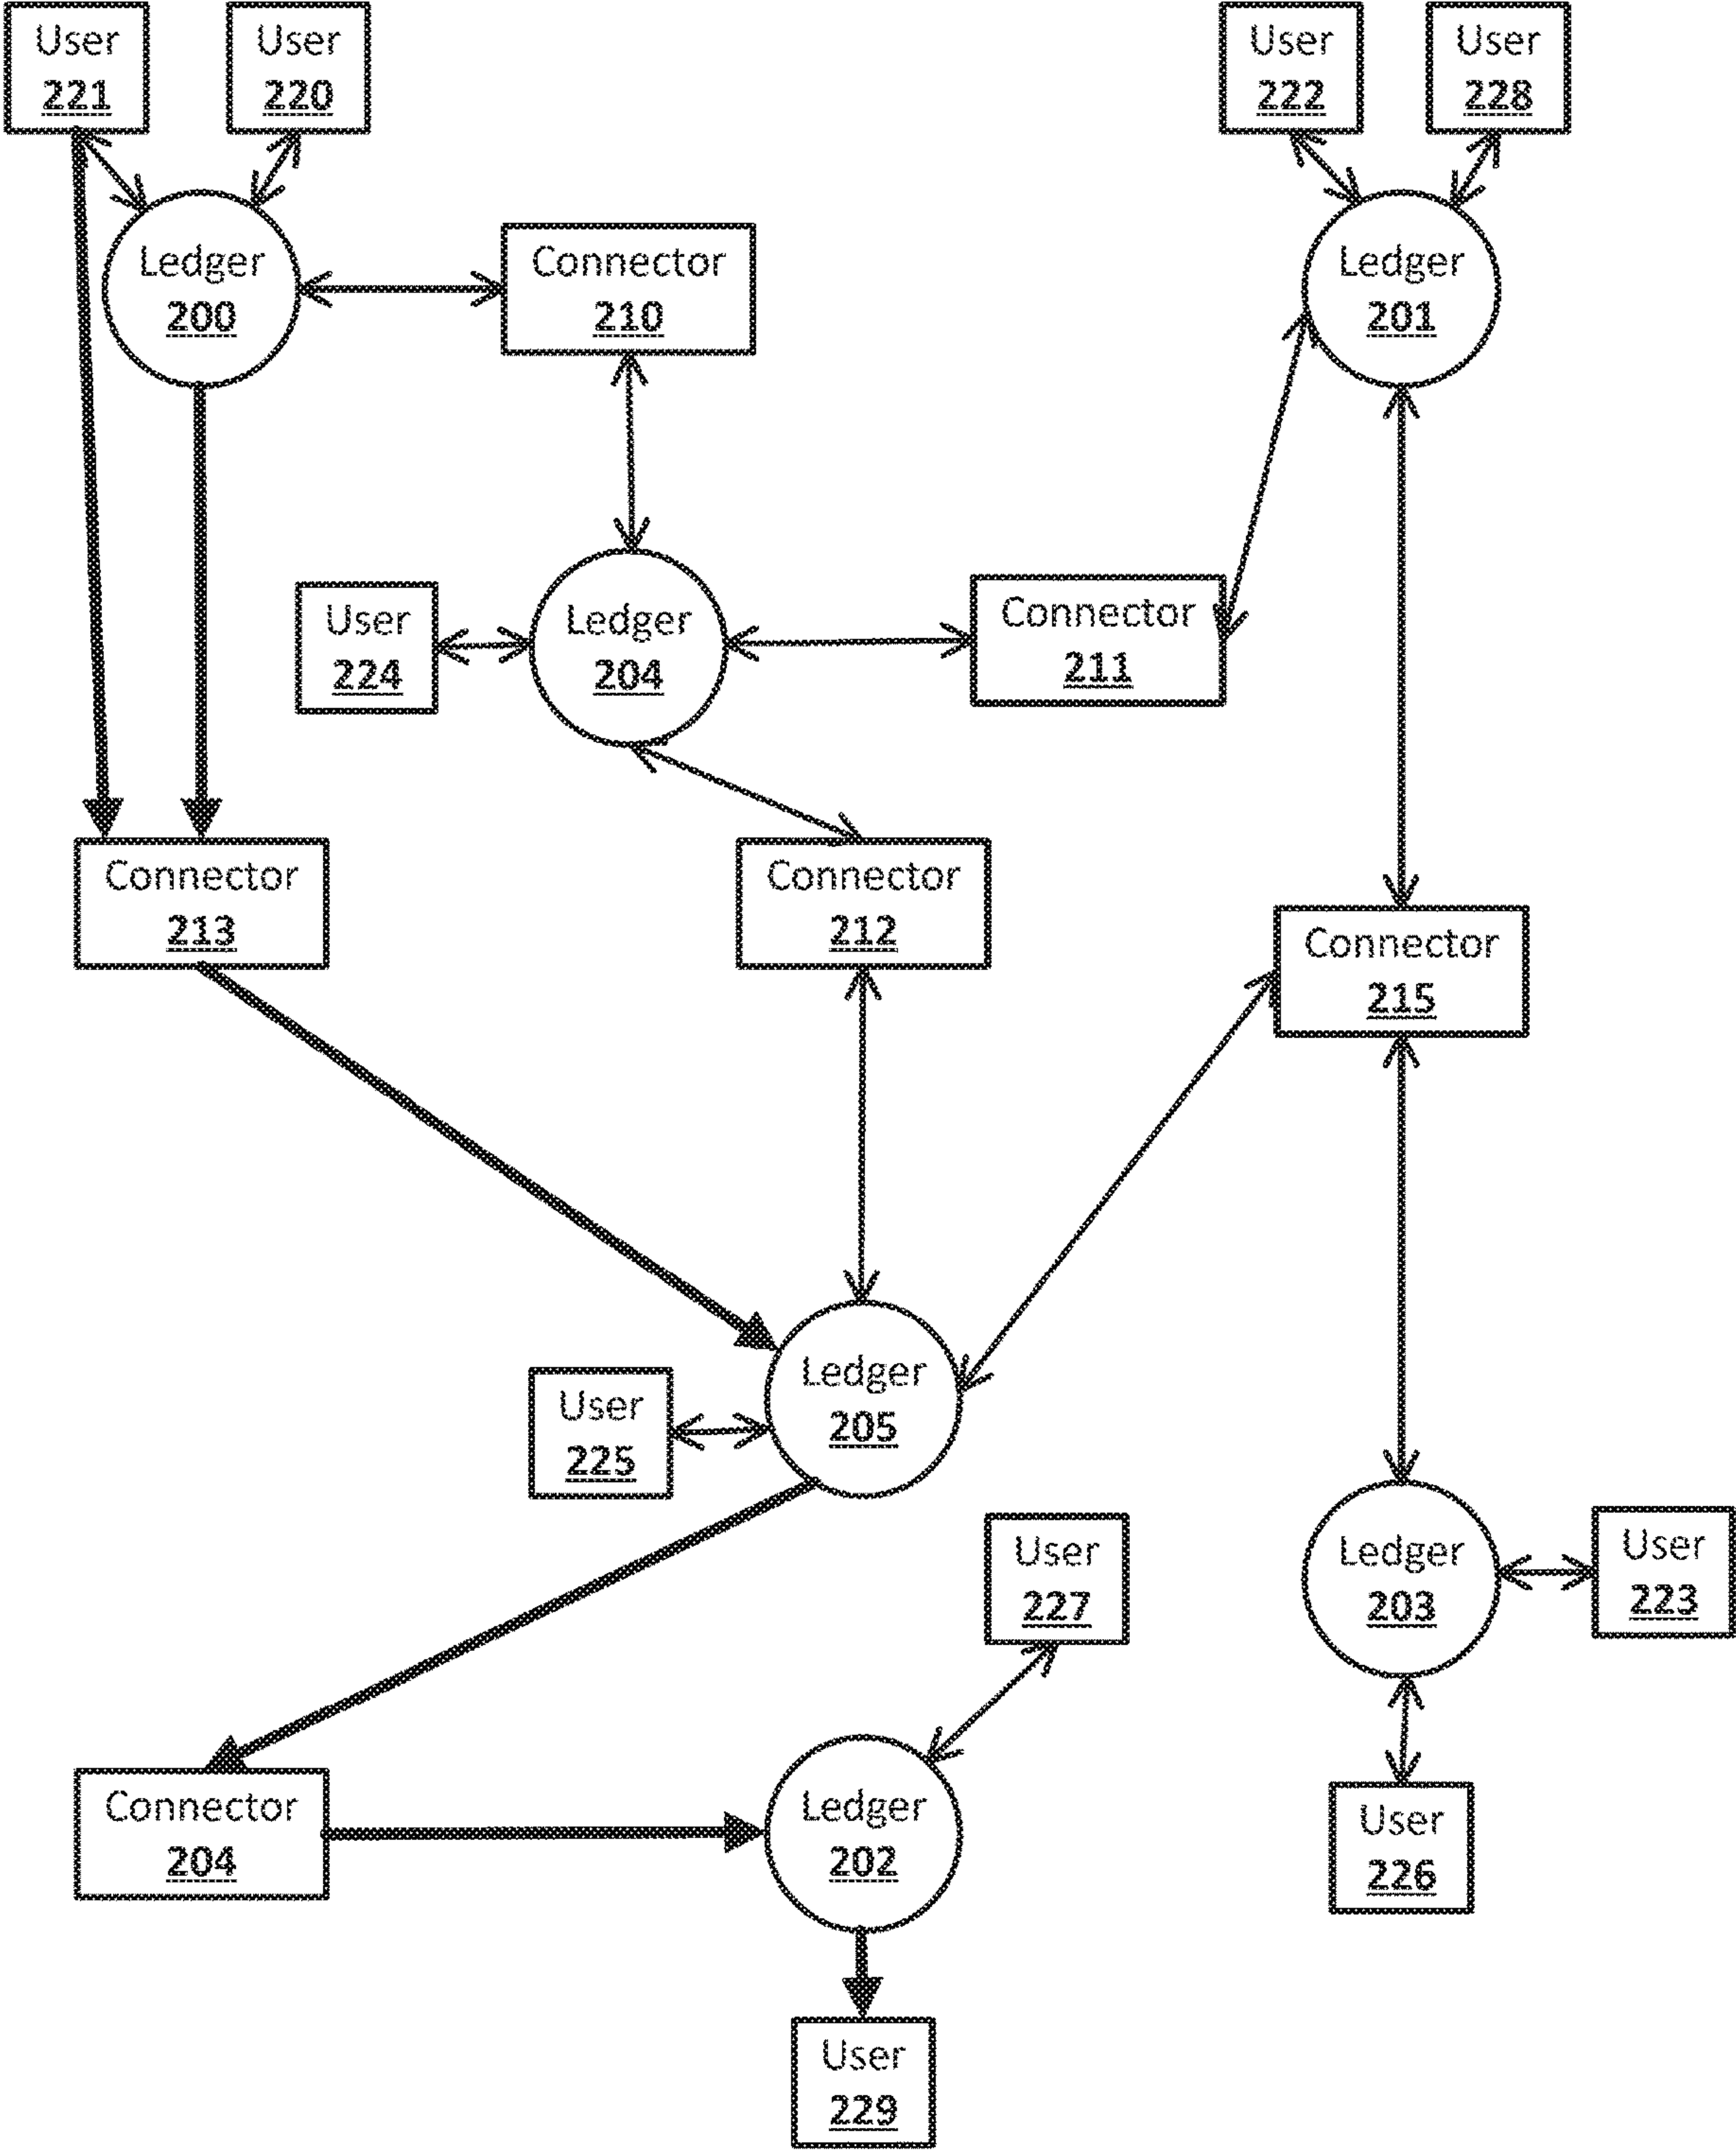 User
221
User
220
User
222
User
228
Ledger
200
Connector
210
Ledger
201
User
224
Ledger
204
Connector
211
Connector
213
Connector
212
Connector
215
Ledger
205
User
225
User
227
Ledger
203
User
223
Connector
204
Ledger
202
User
226
User
229